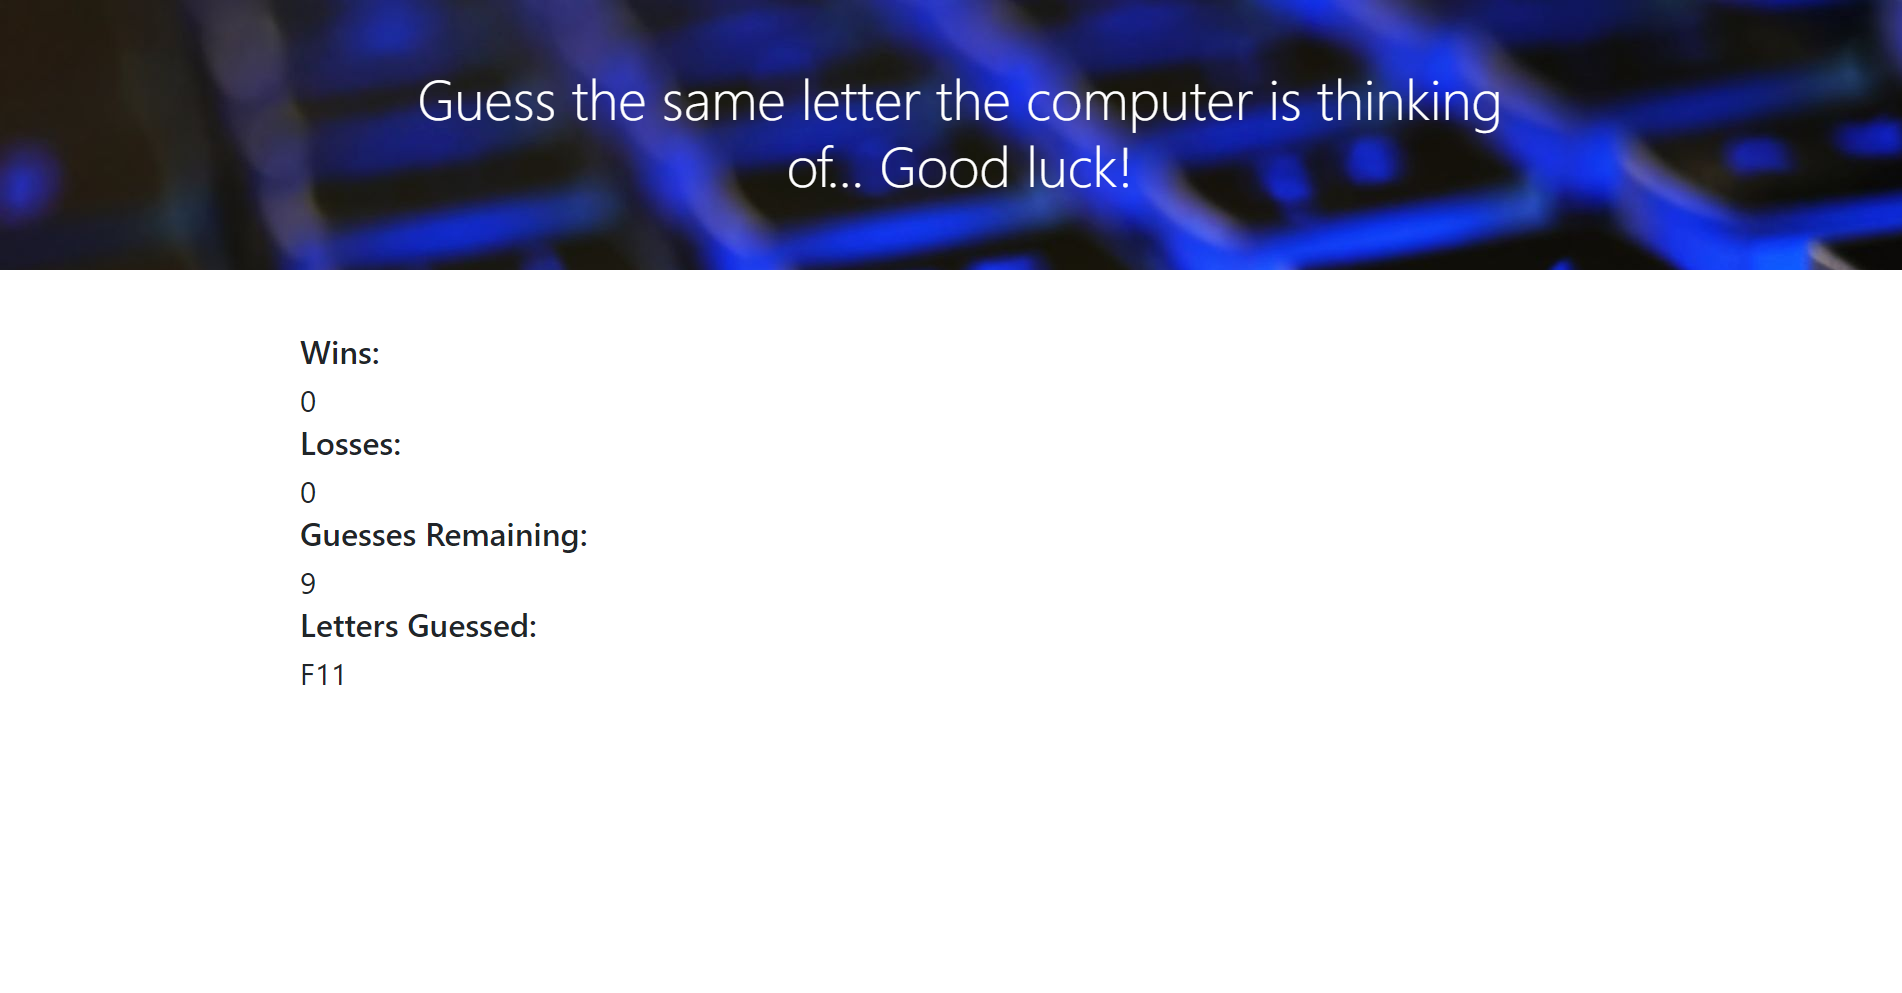 Guess the same letter the computer is thinking
of... Good luck!
Wins:
0
Losses:
0
Guesses Remaining:
9
Letters Guessed:
F11